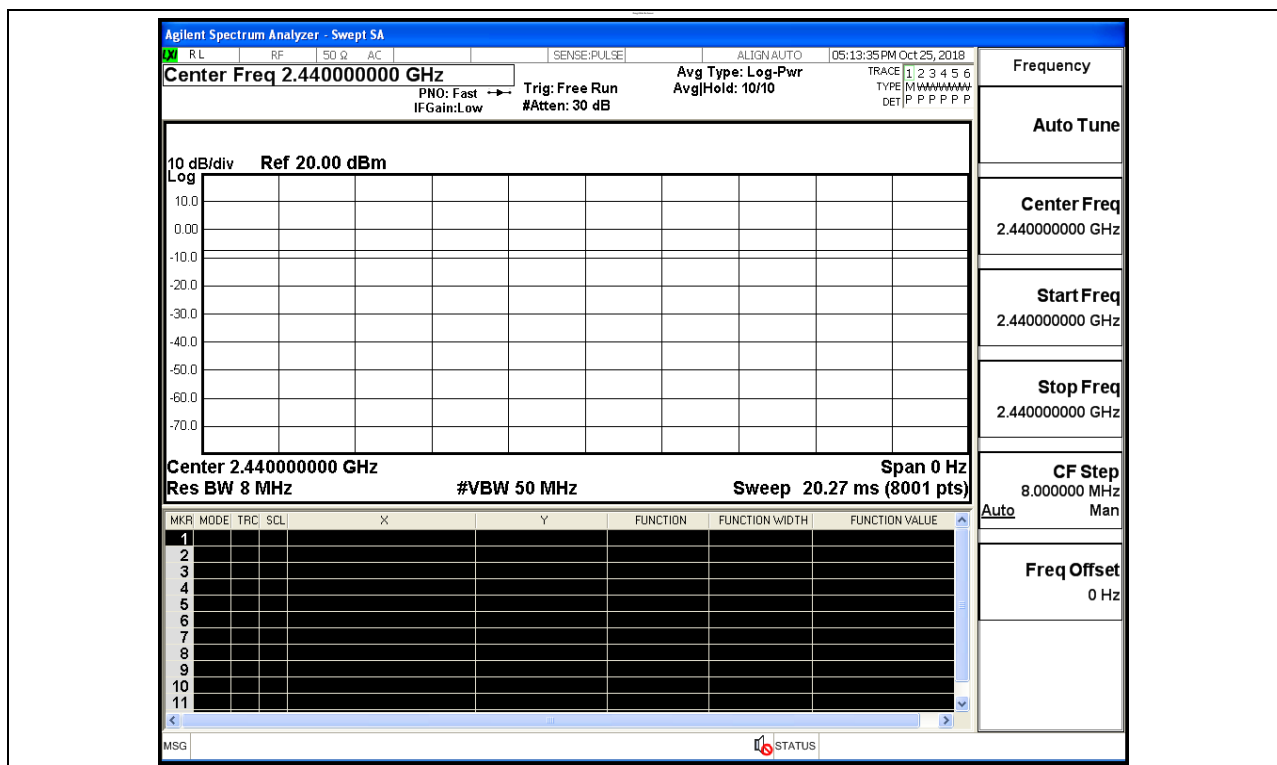 Agilent Spectrum Analyzer - Swept SA
LXI RL RF 50 Ω AC SENSE:PULSE ALIGN AUTO 05:13:35 PM Oct 25, 2018
Center Freq 2.440000000 GHz
PNO: Fast
IFGain:Low
Trig: Free Run
#Atten: 30 dB
Avg Type: Log-Pwr
Avg|Hold: 10/10
TRACE 1 2 3 4 5 6
TYPE M W W W W W
DET P P P P P P
10 dB/div Ref 20.00 dBm
Log
10.0
0.00
-10.0
-20.0
-30.0
-40.0
-50.0
-60.0
-70.0
Center 2.440000000 GHz Span 0 Hz
Res BW 8 MHz #VBW 50 MHz Sweep 20.27 ms (8001 pts)
MKR MODE TRC SCL X Y FUNCTION FUNCTION WIDTH FUNCTION VALUE
1
2
3
4
5
6
7
8
9
10
11
MSG STATUS
Frequency
Auto Tune
Center Freq
2.440000000 GHz
Start Freq
2.440000000 GHz
Stop Freq
2.440000000 GHz
CF Step
8.000000 MHz
Auto Man
Freq Offset
0 Hz